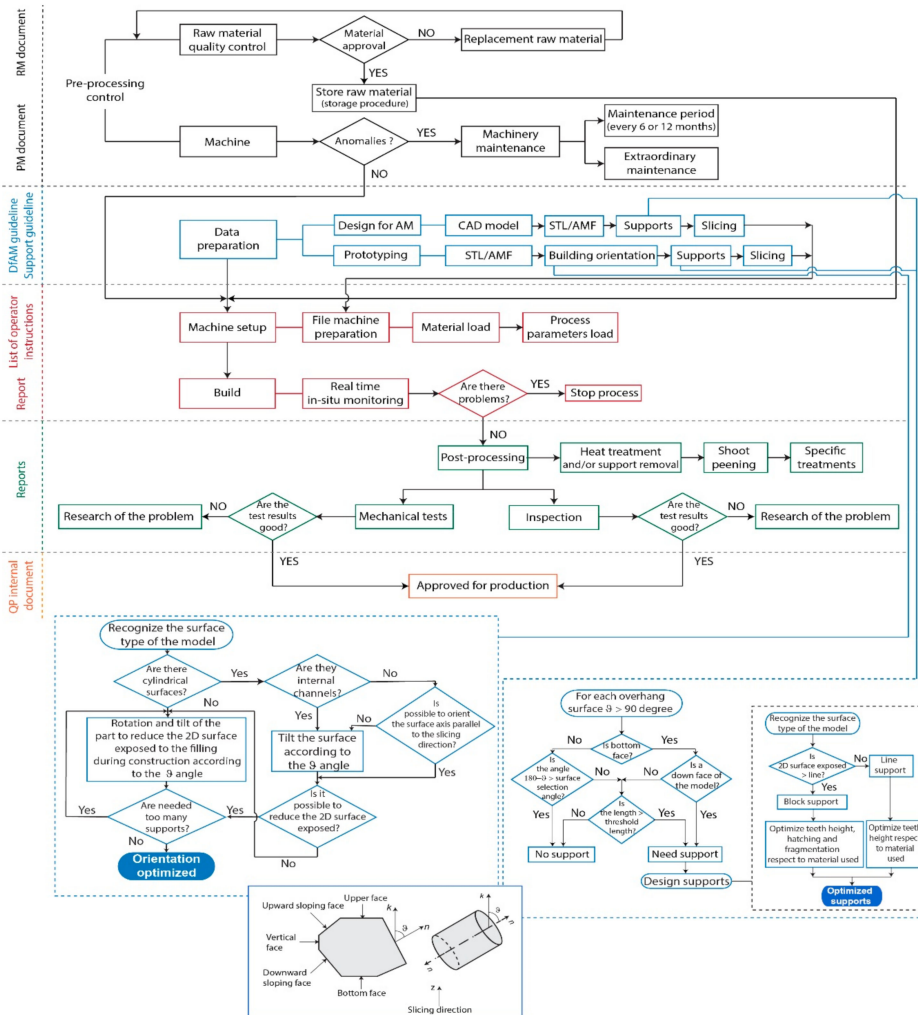 RM document
Raw material
quality control
Material
approval
NO
Replacement raw material
YES
Pre-processing
control
Store raw material
(storage procedure)
PM document
Machine
Anomalies ?
YES
Machinery
maintenance
Maintenance period
(every 6 or 12 months)
Extraordinary
maintenance
NO
DfAM guideline
Support guideline
Data
preparation
Design for AM
CAD model
STL/AMF
Supports
Slicing
Prototyping
STL/AMF
Building orientation
Supports
Slicing
List of operator
instructions
Machine setup
File machine
preparation
Material load
Process
parameters load
Report
Build
Real time
in-situ monitoring
Are there
problems?
YES
Stop process
NO
Reports
Post-processing
Heat treatment
and/or support removal
Shoot
peening
Specific
treatments
Research of the problem
NO
Are the
test results
good?
Mechanical tests
Inspection
Are the
test results
good?
NO
Research of the problem
YES
YES
QP internal
document
Approved for production
Recognize the surface
type of the model
Are there
cylindrical
surfaces?
Yes
Are they
internal
channels?
No
No
Yes
No
Is
possible to orient
the surface axis parallel
to the slicing
direction?
Rotation and tilt of the
part to reduce the 2D surface
exposed to the filling
during construction according
to the ϑ angle
Tilt the surface
according to
the ϑ angle
Yes
Yes
Are needed
too many
supports?
Yes
Is it
possible to
reduce the 2D surface
exposed?
No
No
Orientation
optimized
For each overhang
surface ϑ > 90 degree
No
Is bottom
face?
Yes
Is
the angle
180–ϑ > surface
selection
angle?
No
No
Is a
down face of
the model?
Is
the length >
threshold
length?
Yes
No
Yes
Yes
No support
Need support
Design supports
Recognize the surface
type of the model
Is
2D surface exposed
> line?
No
Line
support
Yes
Block support
Optimize teeth height,
hatching and
fragmentation
respect to material used
Optimize teeth
height respect
to material
used
Optimized
supports
Upper face
Upward sloping face
Vertical
face
Downward
sloping face
Bottom face
k
ϑ
n
k
ϑ
n
n
z
Slicing direction